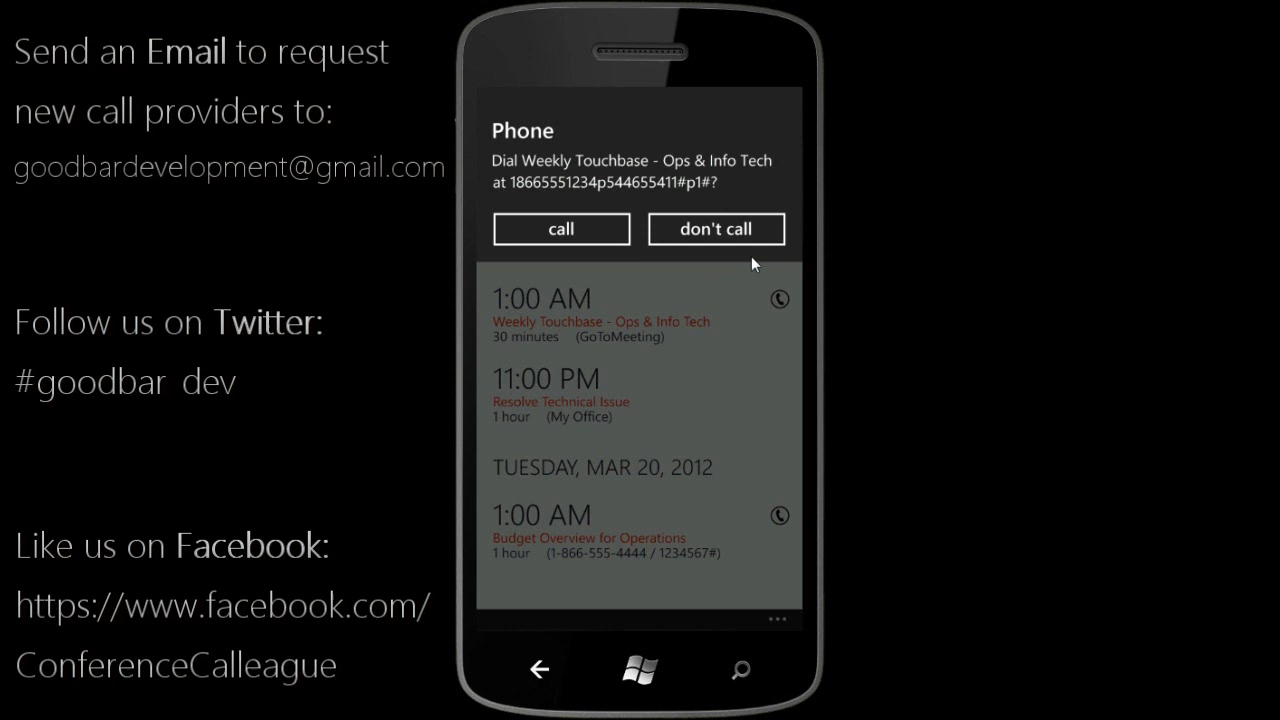 Send an Email to request
new call providers to:
goodbardevelopment@gmail.com
Follow us on Twitter:
#goodbar dev
Like us on Facebook:
https://www.facebook.com/
ConferenceCalleague
Phone
Dial Weekly Touchbase - Ops & Info Tech
at 18665551234p544655411#p1#?
call
don't call
1:00 AM
Weekly Touchbase - Ops & Info Tech
30 minutes (GoToMeeting)
11:00 PM
Resolve Technical Issue
1 hour (My Office)
TUESDAY, MAR 20, 2012
1:00 AM
Budget Overview for Operations
1 hour (1-866-555-4444 / 1234567#)